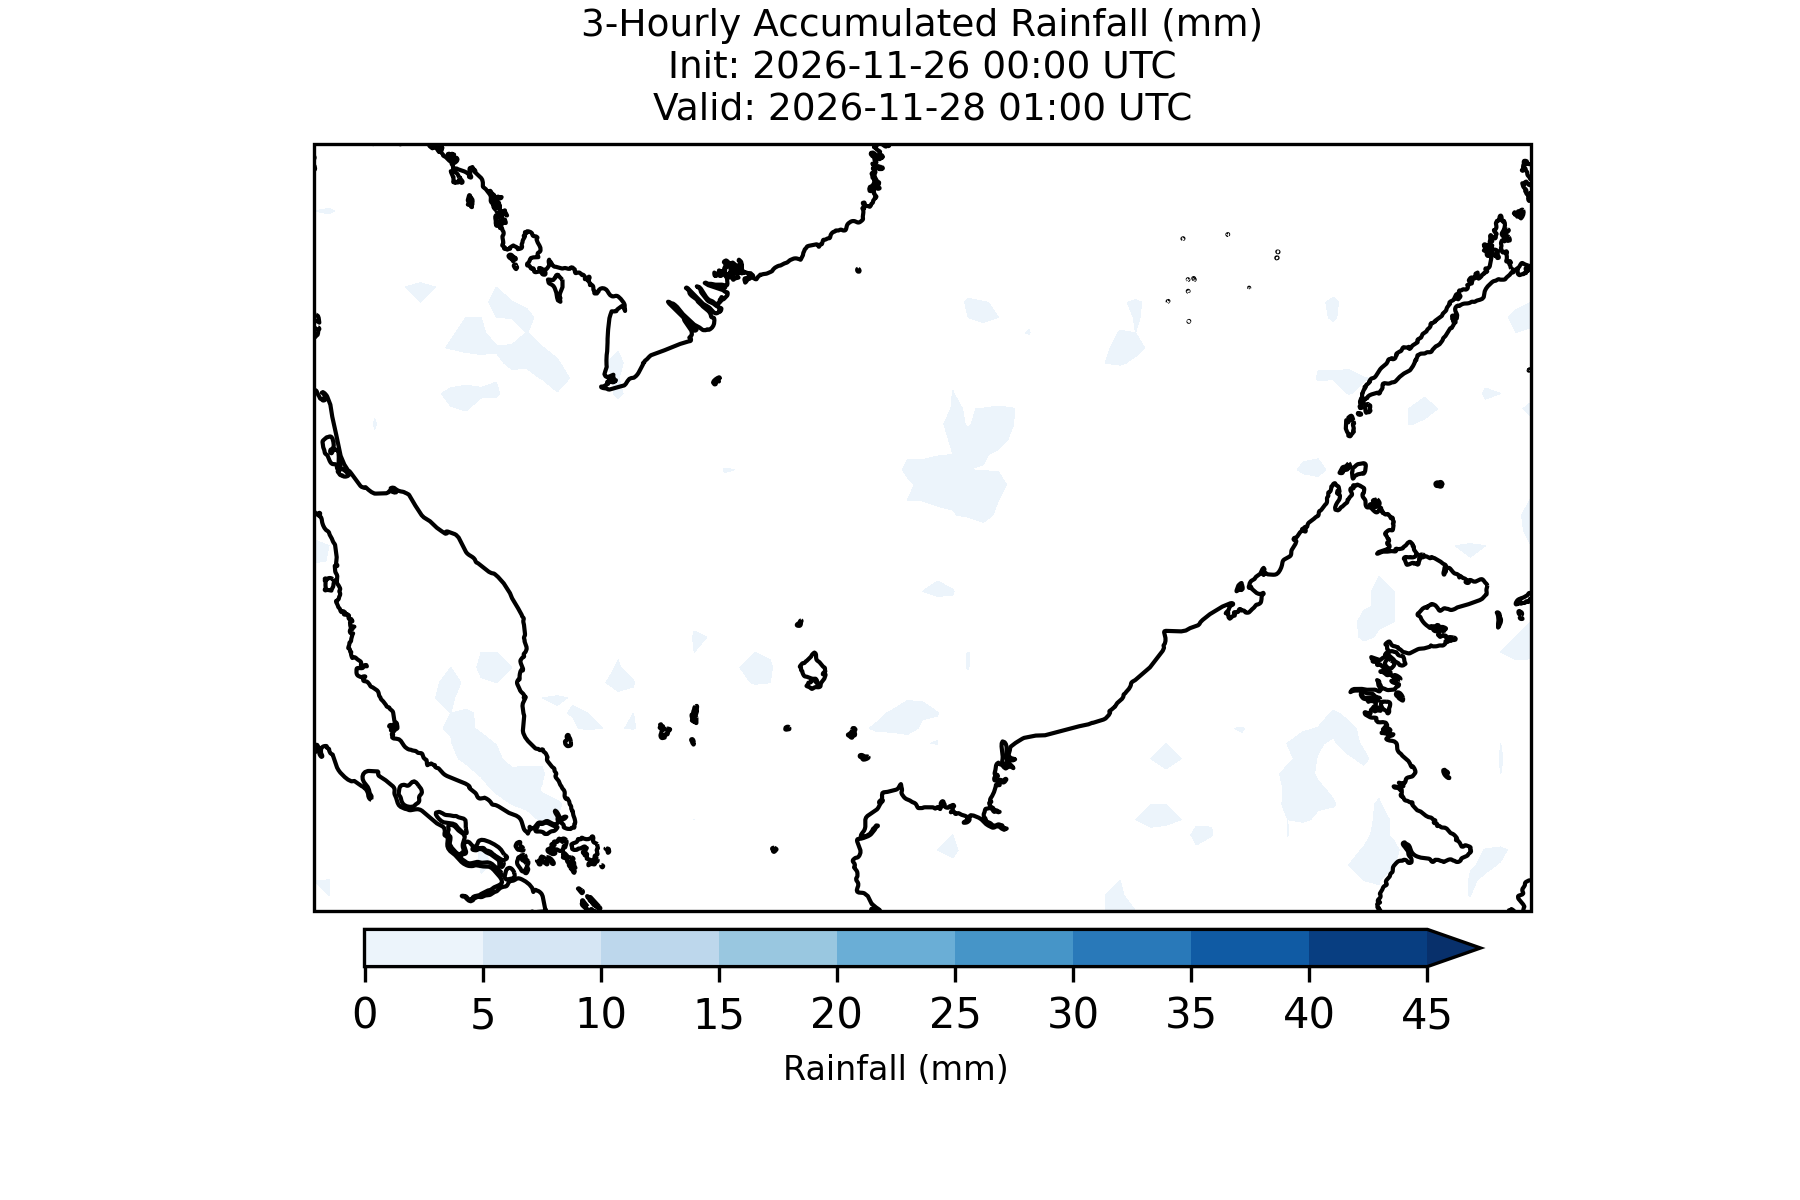 3-Hourly Accumulated Rainfall (mm)
Init: 2026-11-26 00:00 UTC
Valid: 2026-11-28 01:00 UTC
0 5 10 15 20 25 30 35 40 45
Rainfall (mm)